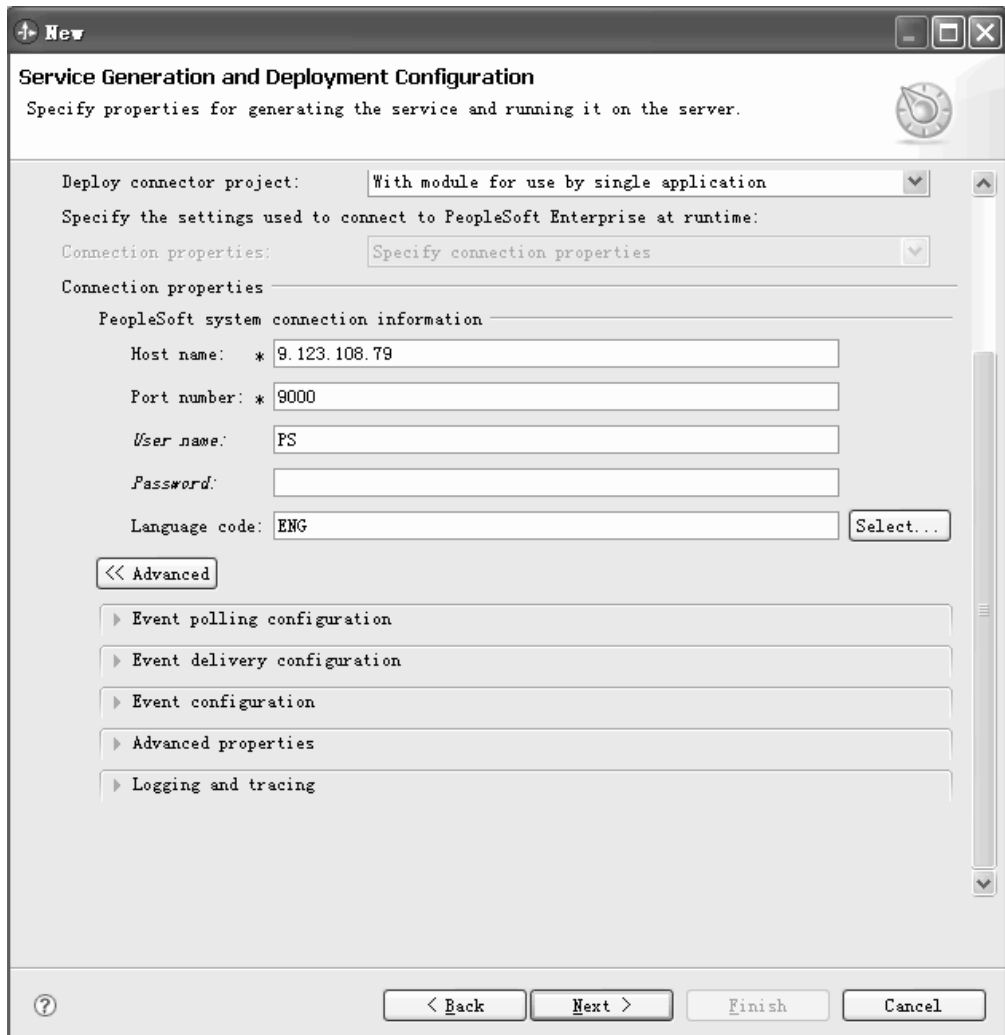 New
Service Generation and Deployment Configuration
Specify properties for generating the service and running it on the server.
Deploy connector project: With module for use by single application
Specify the settings used to connect to PeopleSoft Enterprise at runtime:
Connection properties: Specify connection properties
Connection properties
PeopleSoft system connection information
Host name: * 9.123.108.79
Port number: * 9000
User name: PS
Password:
Language code: ENG Select...
<< Advanced
Event polling configuration
Event delivery configuration
Event configuration
Advanced properties
Logging and tracing
? < Back Next > Finish Cancel